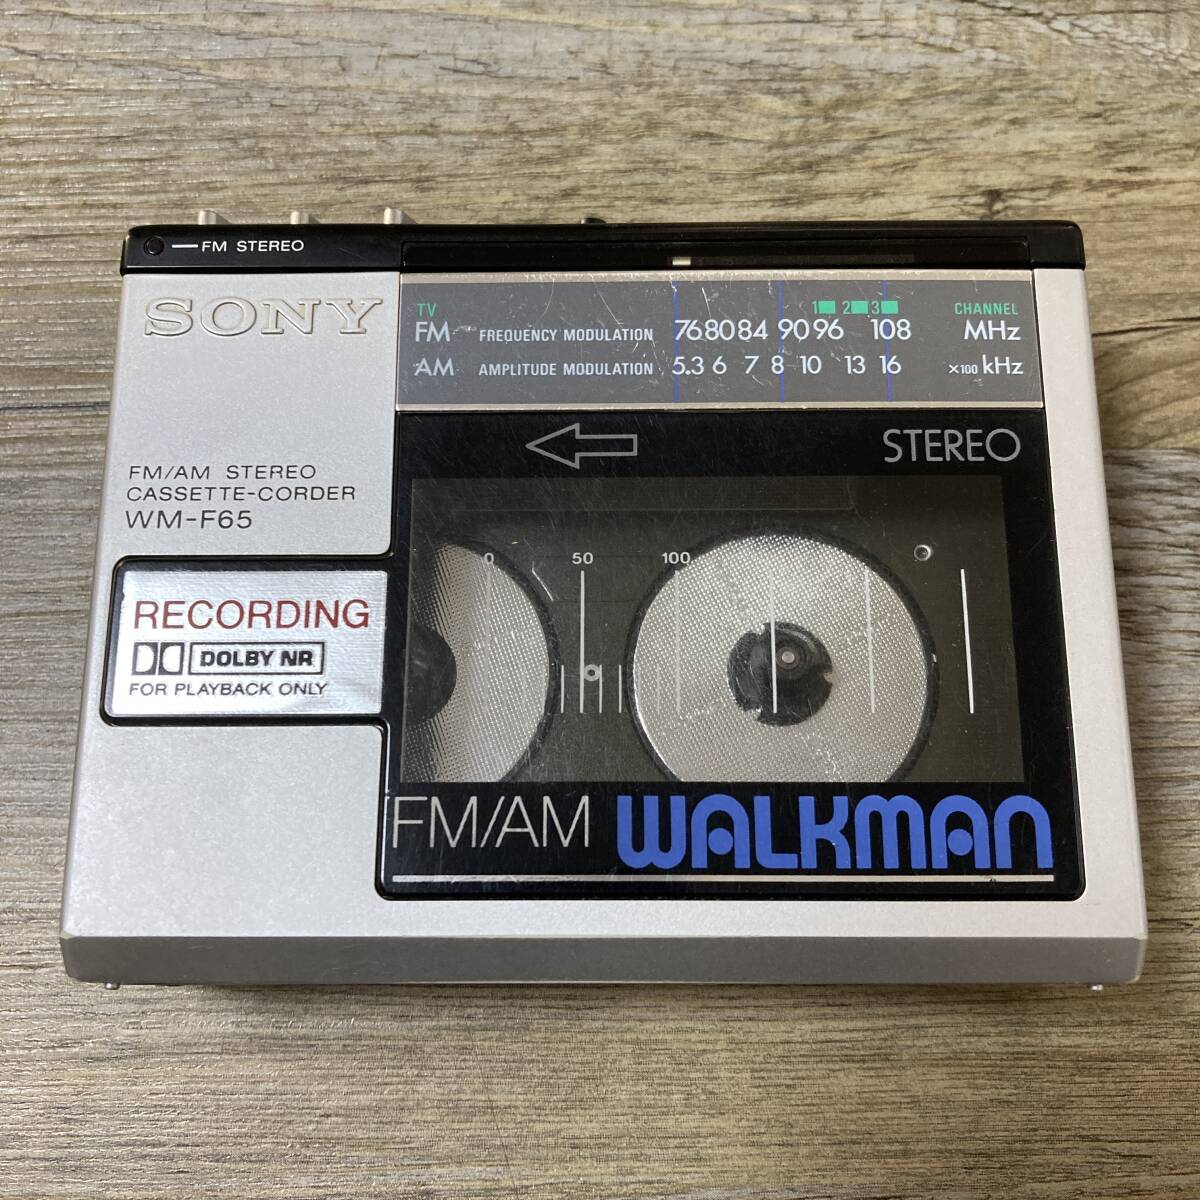 FM STEREO
SONY
TV 1 2 3 CHANNEL
FM FREQUENCY MODULATION 76 80 84 90 96 108 MHz
AM AMPLITUDE MODULATION 5.3 6 7 8 10 13 16 ×100 kHz
STEREO
FM/AM STEREO
CASSETTE-CORDER
WM-F65
0 50 100
RECORDING
DOLBY NR
FOR PLAYBACK ONLY
FM/AM WALKMAN